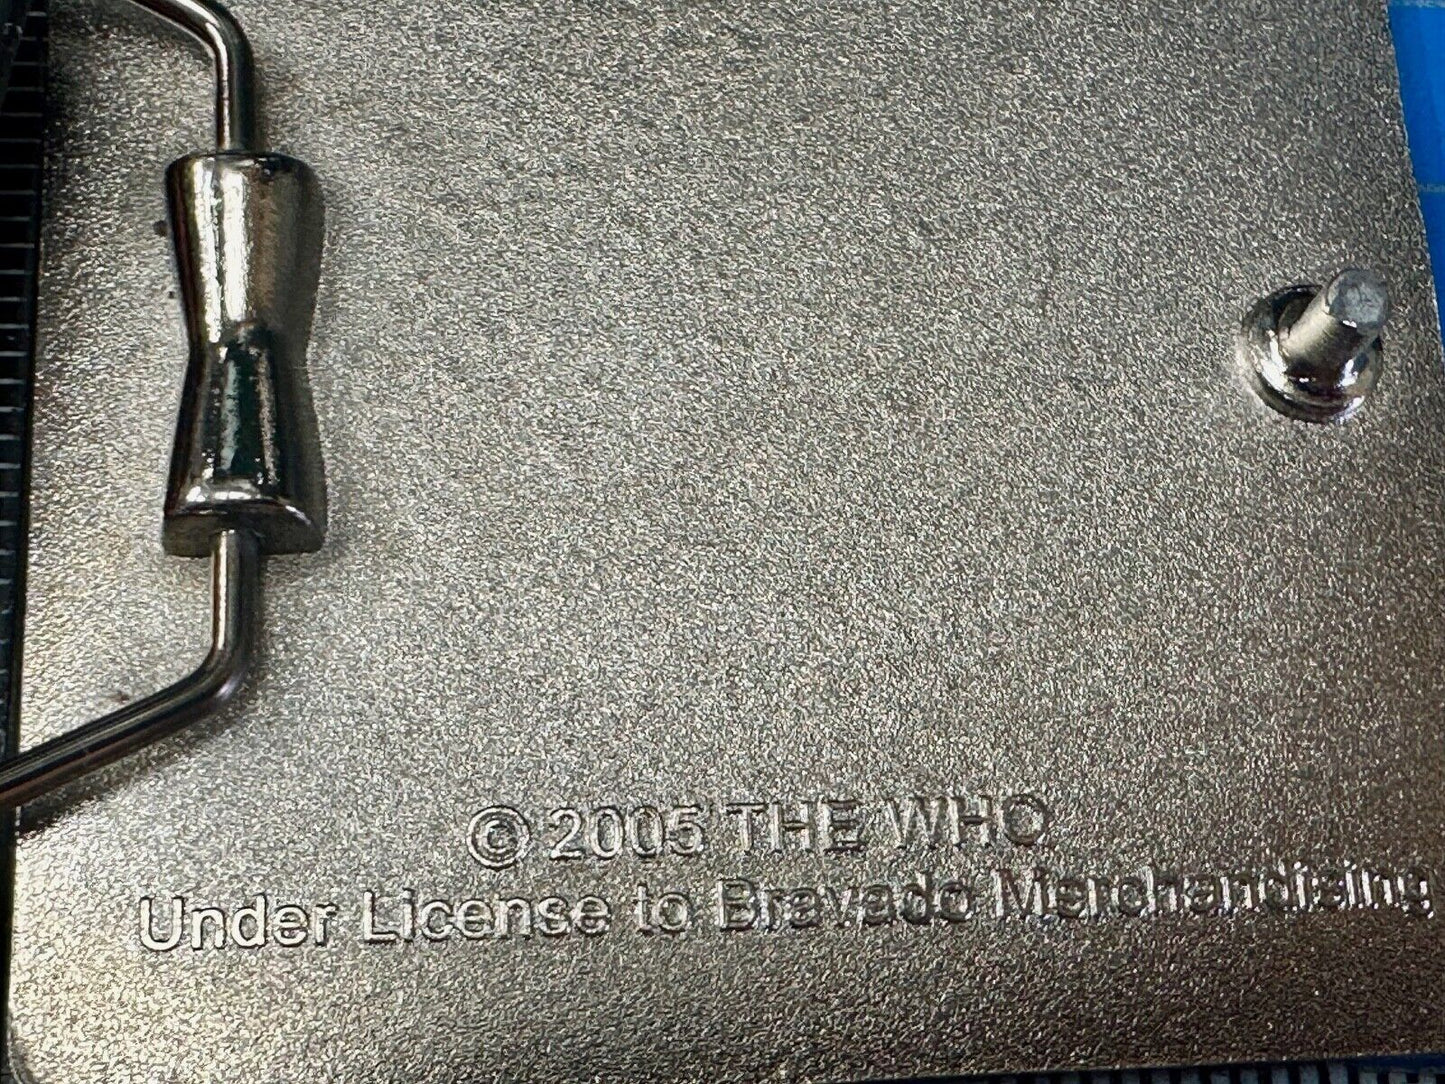 © 2005 THE WHO
Under License to Bravado Merchandising